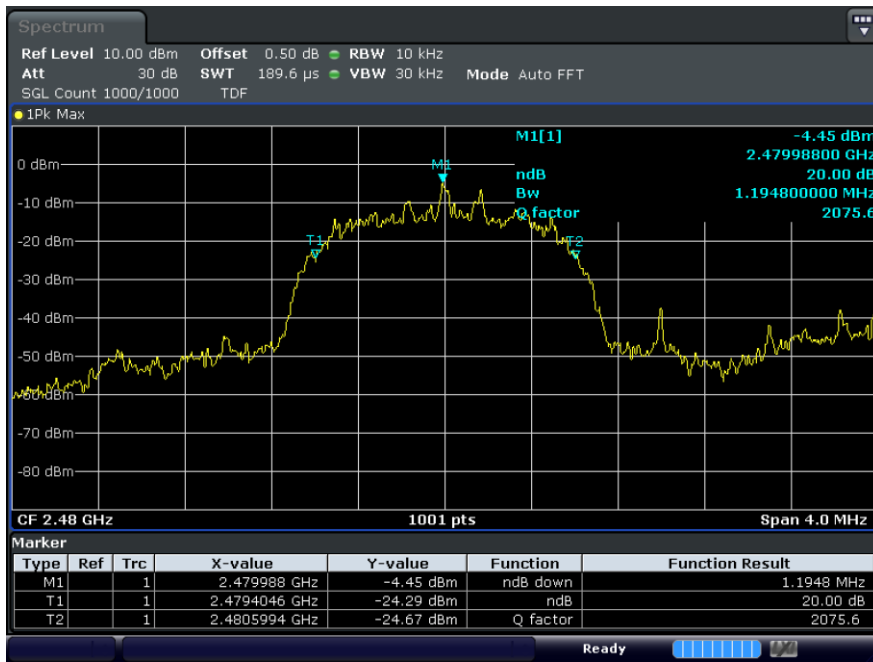 Spectrum
Ref Level 10.00 dBm Offset 0.50 dB RBW 10 kHz
Att 30 dB SWT 189.6 µs VBW 30 kHz Mode Auto FFT
SGL Count 1000/1000 TDF
1Pk Max
M1[1] -4.45 dBm
2.47998800 GHz
0 dBm
M1
ndB 20.00 dB
Bw 1.194800000 MHz
-10 dBm
Q factor 2075.6
-20 dBm
T1
T2
-30 dBm
-40 dBm
-50 dBm
-60 dBm
-70 dBm
-80 dBm
CF 2.48 GHz 1001 pts Span 4.0 MHz
Marker
Type Ref Trc X-value Y-value Function Function Result
M1 1 2.479988 GHz -4.45 dBm ndB down 1.1948 MHz
T1 1 2.4794046 GHz -24.29 dBm ndB 20.00 dB
T2 1 2.4805994 GHz -24.67 dBm Q factor 2075.6
Ready